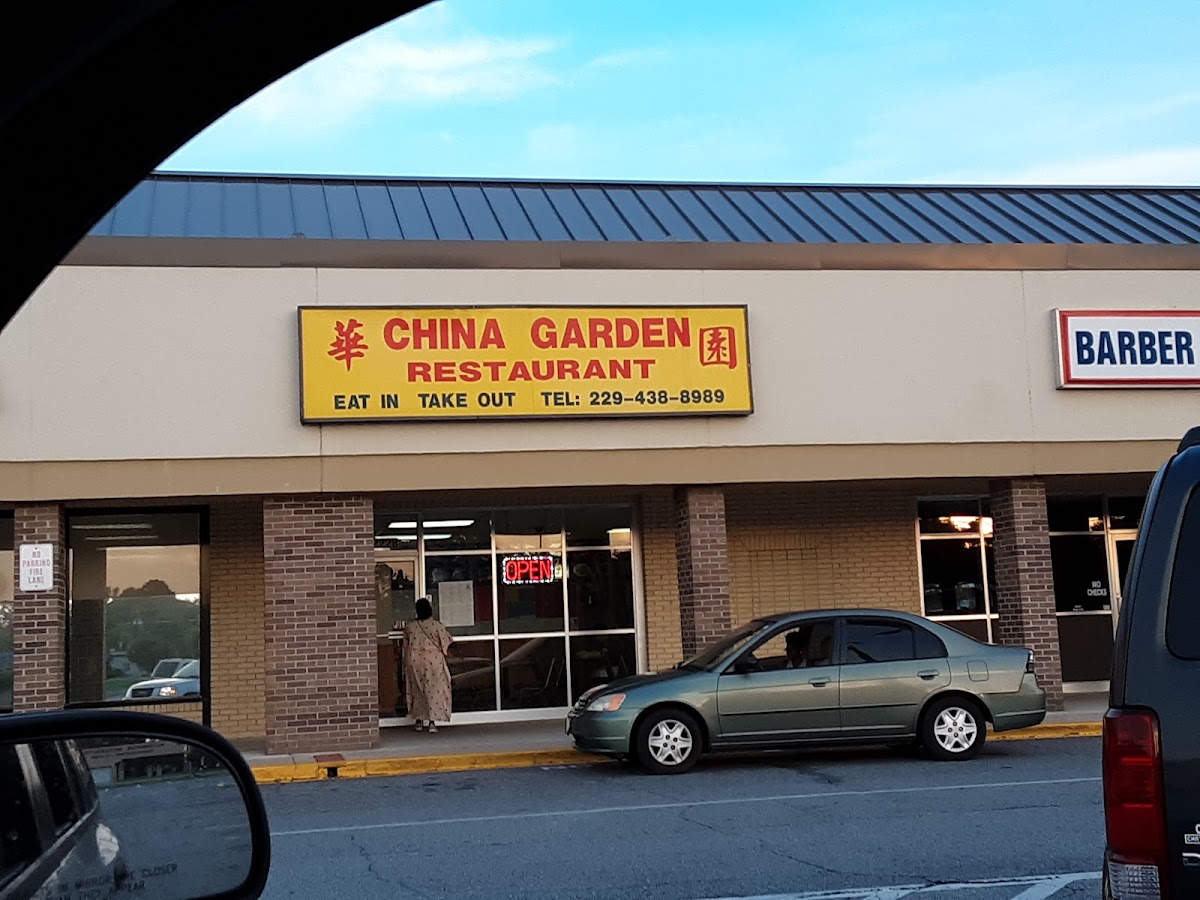 華 CHINA GARDEN 園
RESTAURANT
EAT IN TAKE OUT TEL: 229-438-8989
BARBER
NO
PARKING
FIRE
LANE
OPEN
NO
CHECKS